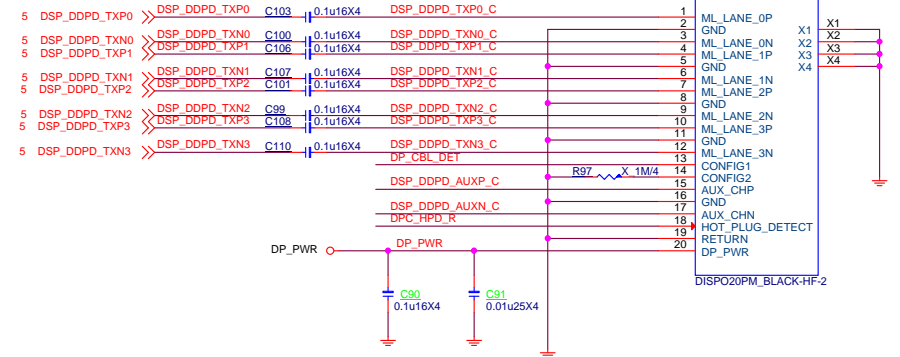 5 DSP_DDPD_TXP0 DSP_DDPD_TXP0 C103 0.1u16X4 DSP_DDPD_TXP0_C 1 ML_LANE_0P
2 GND X1 X1
5 DSP_DDPD_TXN0 DSP_DDPD_TXN0 C100 0.1u16X4 DSP_DDPD_TXN0_C 3 ML_LANE_0N X2 X2
5 DSP_DDPD_TXP1 DSP_DDPD_TXP1 C106 0.1u16X4 DSP_DDPD_TXP1_C 4 ML_LANE_1P X3 X3
5 GND X4 X4
5 DSP_DDPD_TXN1 DSP_DDPD_TXN1 C107 0.1u16X4 DSP_DDPD_TXN1_C 6 ML_LANE_1N
5 DSP_DDPD_TXP2 DSP_DDPD_TXP2 C101 0.1u16X4 DSP_DDPD_TXP2_C 7 ML_LANE_2P
8 GND
5 DSP_DDPD_TXN2 DSP_DDPD_TXN2 C99 0.1u16X4 DSP_DDPD_TXN2_C 9 ML_LANE_2N
5 DSP_DDPD_TXP3 DSP_DDPD_TXP3 C108 0.1u16X4 DSP_DDPD_TXP3_C 10 ML_LANE_3P
11 GND
5 DSP_DDPD_TXN3 DSP_DDPD_TXN3 C110 0.1u16X4 DSP_DDPD_TXN3_C 12 ML_LANE_3N
DP_CBL_DET 13 CONFIG1
R97 X_1M/4 14 CONFIG2
DSP_DDPD_AUXP_C 15 AUX_CHP
16 GND
DSP_DDPD_AUXN_C 17 AUX_CHN
DPC_HPD_R 18 HOT_PLUG_DETECT
19 RETURN
DP_PWR DP_PWR 20 DP_PWR
DISPO20PM_BLACK-HF-2
C90 C91
0.1u16X4 0.01u25X4